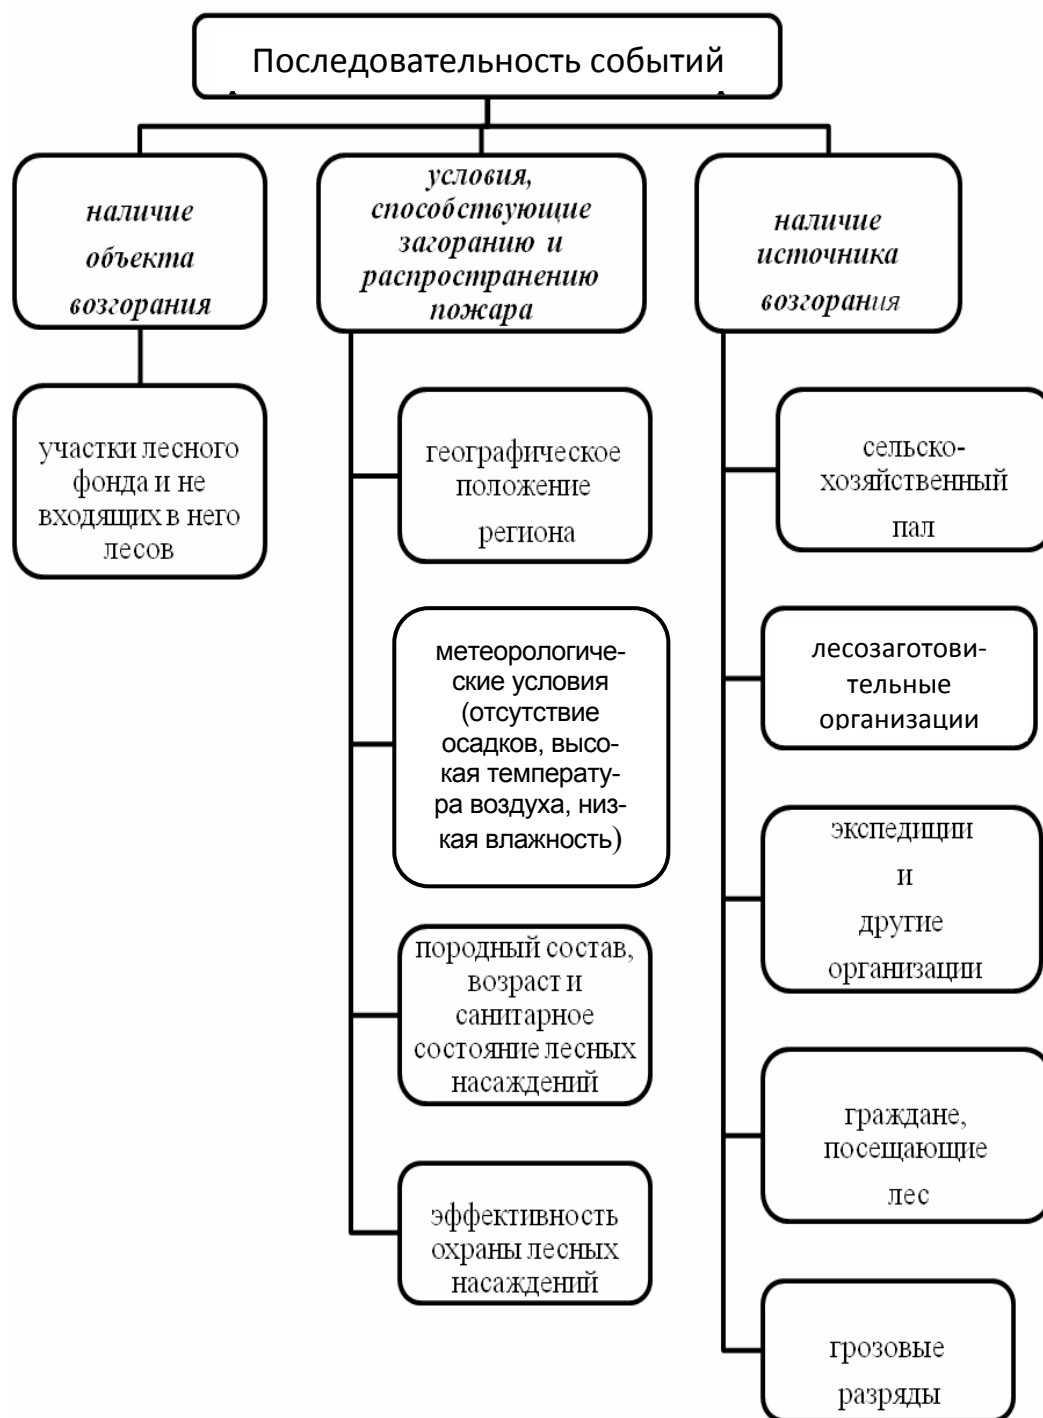 Последовательность событий
наличие
объекта
возгорания
условия,
способствующие
загоранию и
распространению
пожара
наличие
источника
возгорания
участки лесного
фонда и не
входящих в него
лесов
географическое
положение
региона
метеорологиче-
ские условия
(отсутствие
осадков, высо-
кая температу-
ра воздуха, низ-
кая влажность)
породный состав,
возраст и
санитарное
состояние лесных
насаждений
эффективность
охраны лесных
насаждений
сельско-
хозяйственный
пал
лесозаготови-
тельные
организации
экспедиции
и
другие
организации
граждане,
посещающие
лес
грозовые
разряды